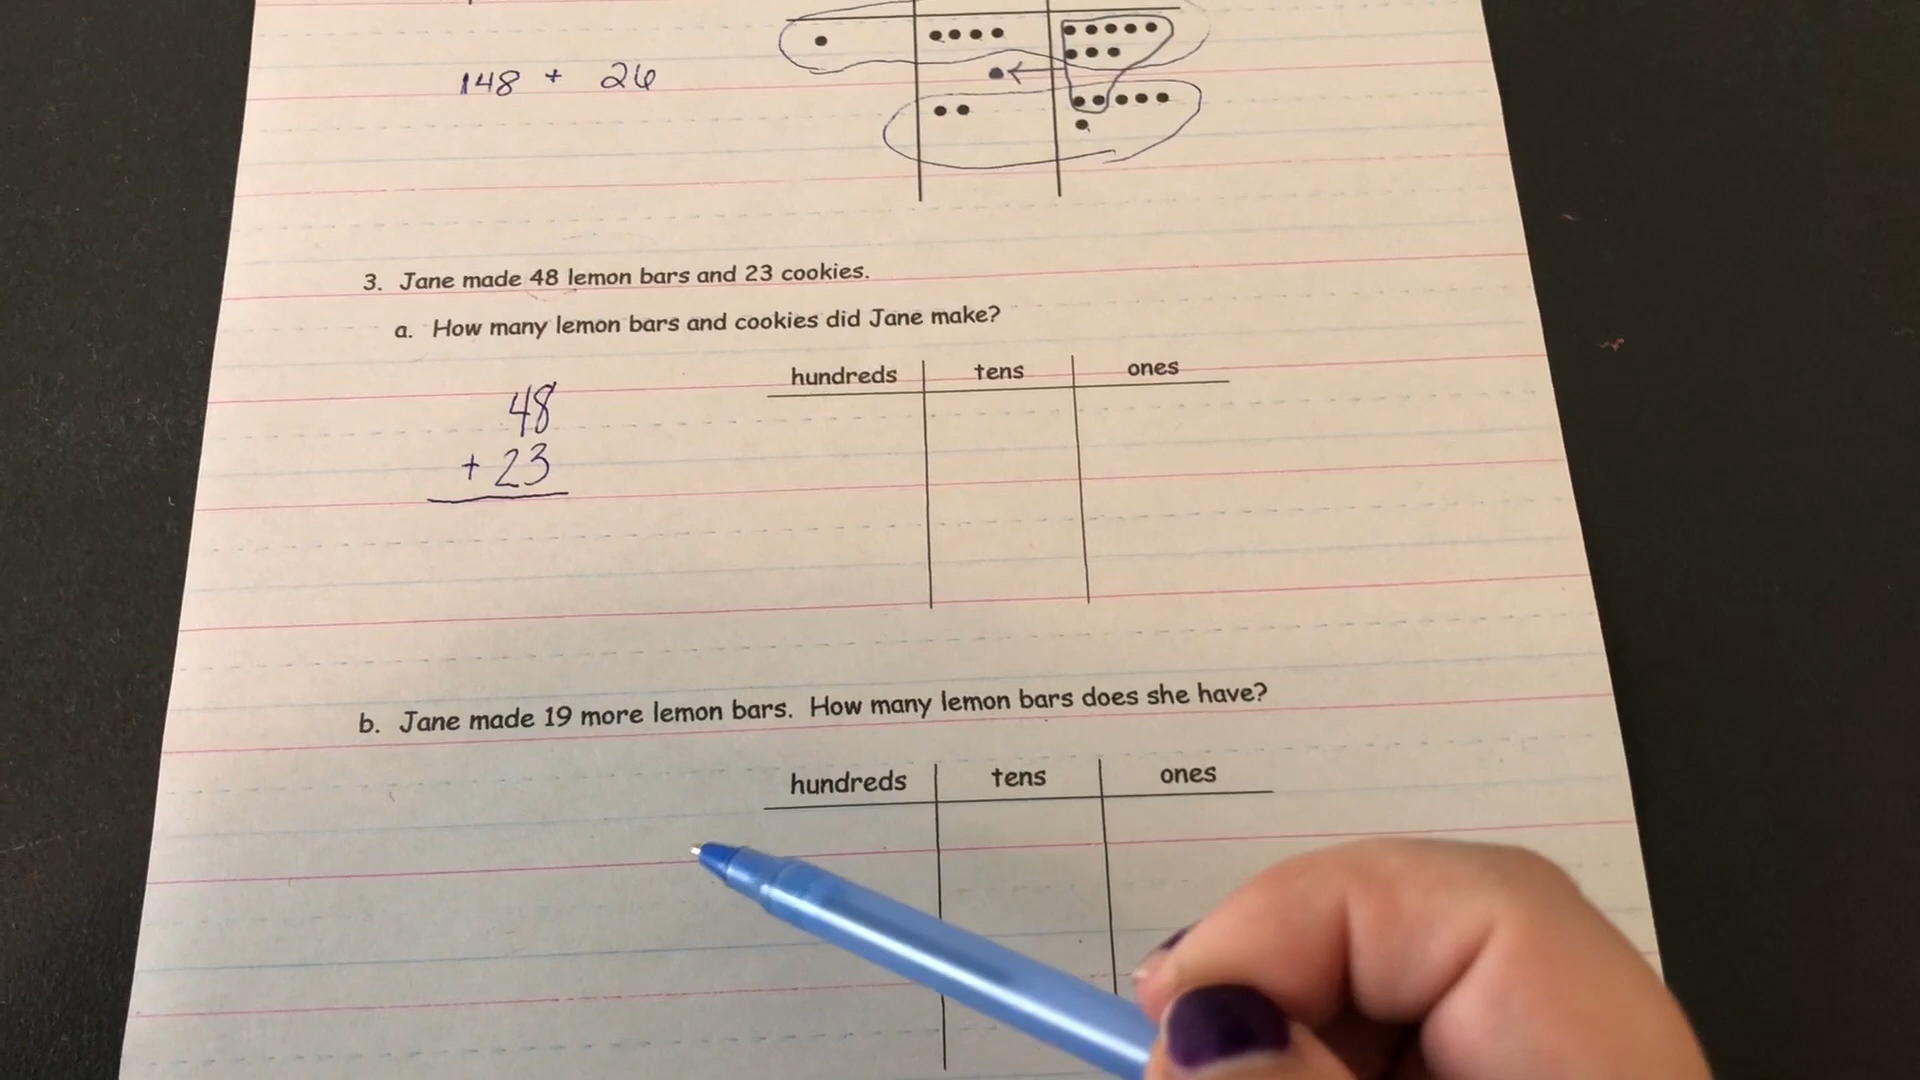 148 + 26
3. Jane made 48 lemon bars and 23 cookies.
a. How many lemon bars and cookies did Jane make?
hundreds tens ones
48
+ 23
b. Jane made 19 more lemon bars. How many lemon bars does she have?
hundreds tens ones